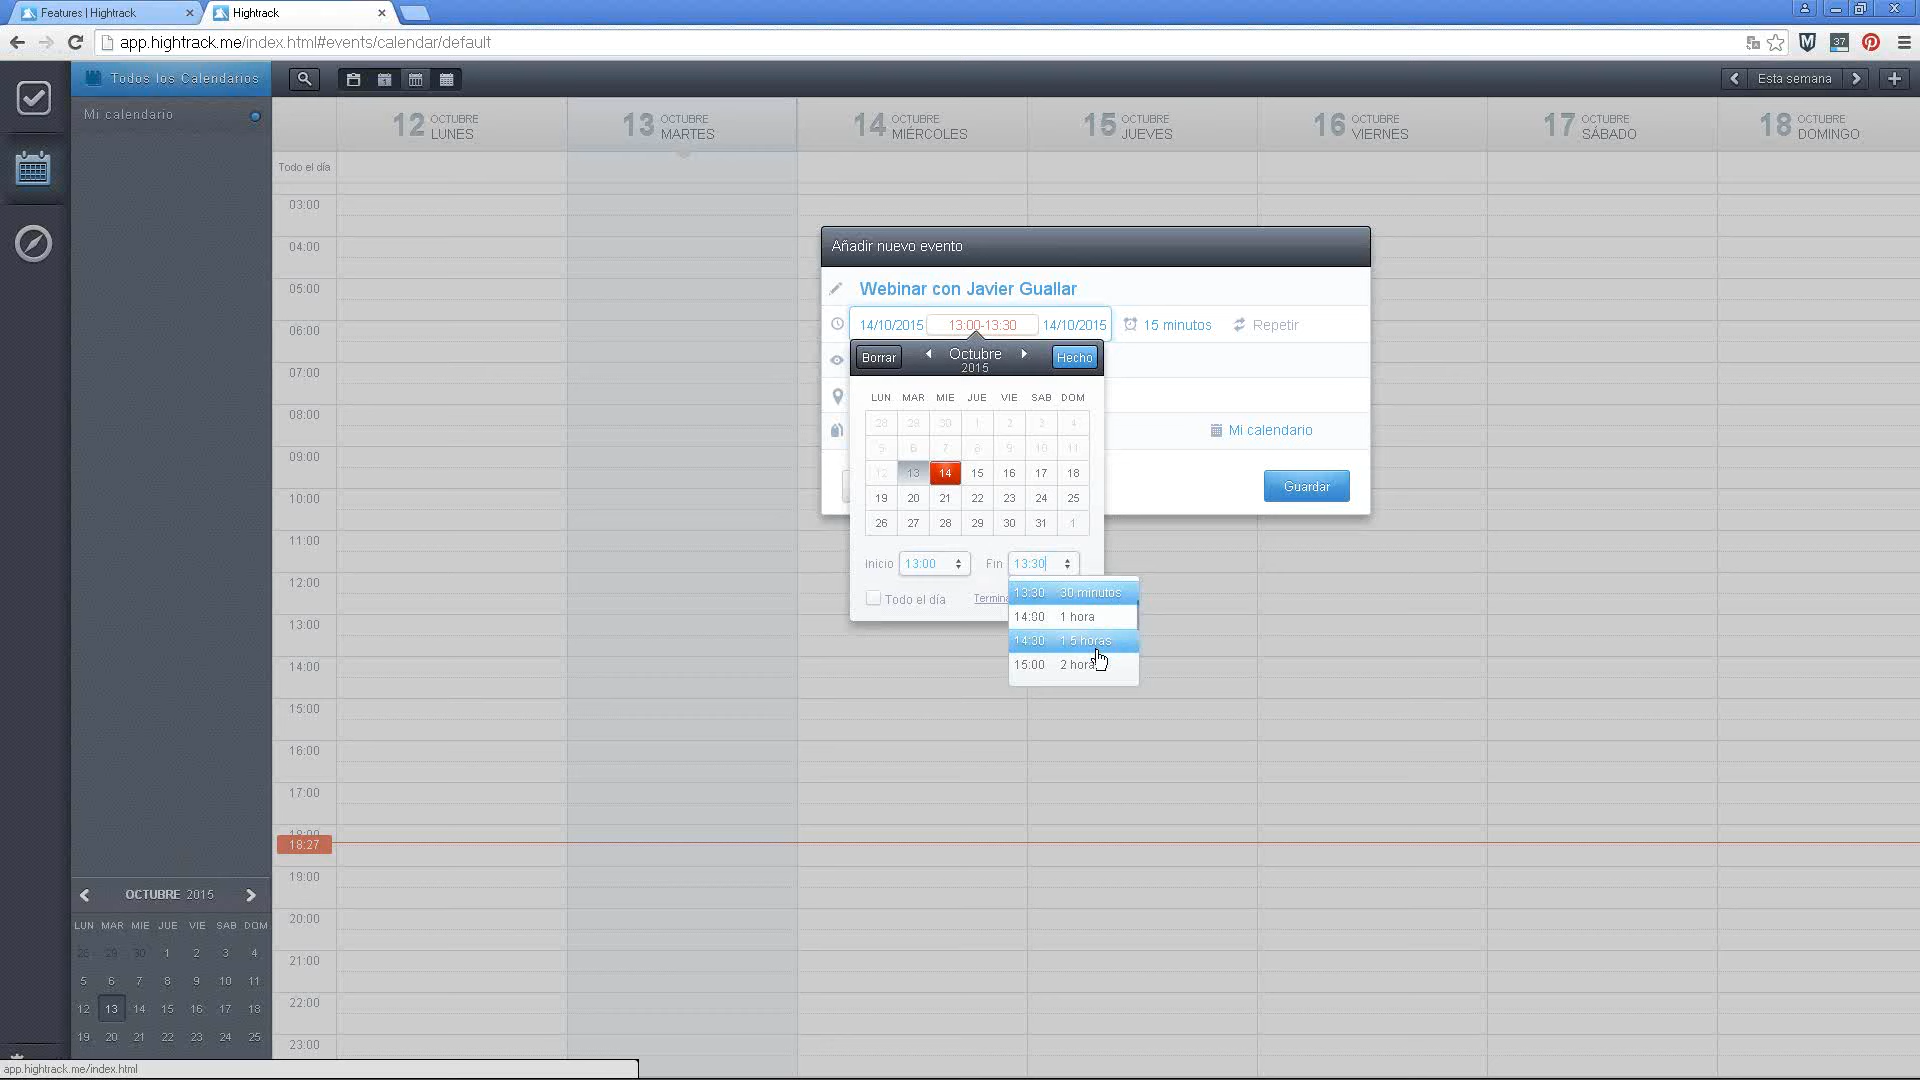 Features | Hightrack
Hightrack
app.hightrack.me/index.html#events/calendar/default
37
Todos los Calendarios
Esta semana
Mi calendario
12 OCTUBRE LUNES
13 OCTUBRE MARTES
14 OCTUBRE MIÉRCOLES
15 OCTUBRE JUEVES
16 OCTUBRE VIERNES
17 OCTUBRE SÁBADO
18 OCTUBRE DOMINGO
Todo el día
03:00
04:00
05:00
06:00
07:00
08:00
09:00
10:00
11:00
12:00
13:00
14:00
15:00
16:00
17:00
18:00
18:27
19:00
20:00
21:00
22:00
23:00
Añadir nuevo evento
Webinar con Javier Guallar
14/10/2015 13:00-13:30 14/10/2015 15 minutos Repetir
Borrar Octubre 2015 Hecho
LUN MAR MIE JUE VIE SAB DOM
28 29 30 1 2 3 4
5 6 7 8 9 10 11
12 13 14 15 16 17 18
19 20 21 22 23 24 25
26 27 28 29 30 31 1
Mi calendario
Guardar
Inicio 13:00 Fin 13:30
Todo el día
13:30 30 minutos
14:00 1 hora
14:30 1.5 horas
15:00 2 hora
OCTUBRE 2015
LUN MAR MIE JUE VIE SAB DOM
28 29 30 1 2 3 4
5 6 7 8 9 10 11
12 13 14 15 16 17 18
19 20 21 22 23 24 25
app.hightrack.me/index.html